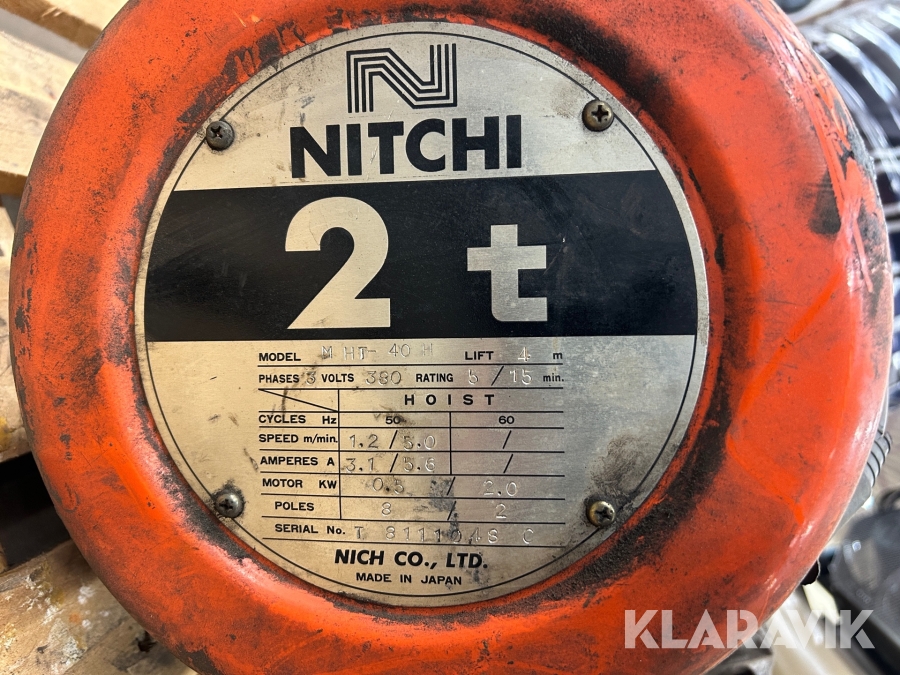 NITCHI
2 t
MODEL M HT- 40 H LIFT 4 m
PHASES 3 VOLTS 380 RATING 5 / 15 min.
HOIST
CYCLES Hz 50 60
SPEED m/min. 1.2 / 5.0 /
AMPERES A 3.1 / 5.6 /
MOTOR KW 0.5 / 2.0
POLES 8 / 2
SERIAL No. T 8111048 C
NICH CO., LTD.
MADE IN JAPAN
KLARAVIK